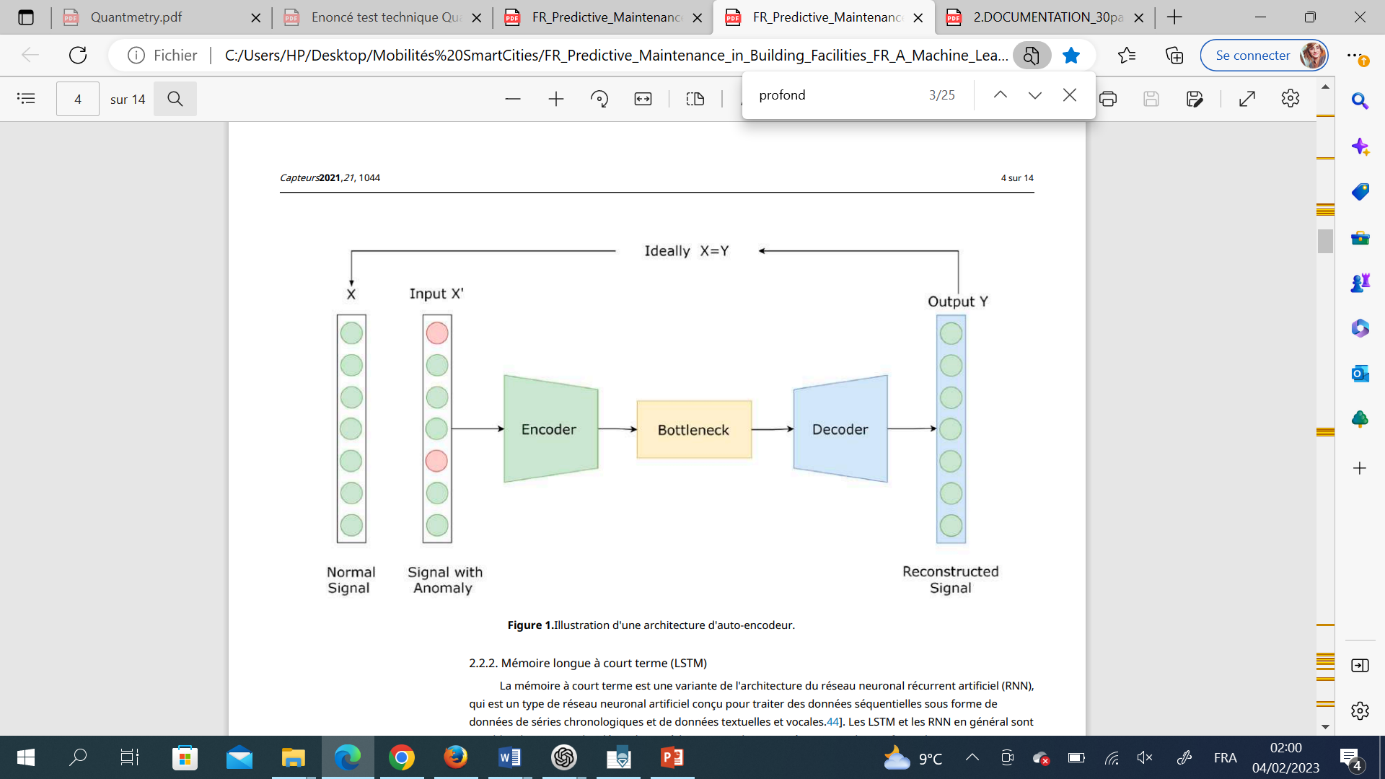 Quantmetry.pdf
Enoncé test technique Qu
FR_Predictive_Maintenanc
FR_Predictive_Maintenanc
2.DOCUMENTATION_30pa
Fichier
C:/Users/HP/Desktop/Mobilités%20SmartCities/FR_Predictive_Maintenance_in_Building_Facilities_FR_A_Machine_Lea...
Se connecter
4 sur 14
profond 3/25
Capteurs2021,21, 1044
4 sur 14
Ideally X=Y
X
Input X'
Output Y
Encoder
Bottleneck
Decoder
Normal
Signal
Signal with
Anomaly
Reconstructed
Signal
Figure 1.Illustration d'une architecture d'auto-encodeur.
2.2.2. Mémoire longue à court terme (LSTM)
La mémoire à court terme est une variante de l'architecture du réseau neuronal récurrent artificiel (RNN),
qui est un type de réseau neuronal artificiel conçu pour traiter des données séquentielles sous forme de
données de séries chronologiques et de données textuelles et vocales.44]. Les LSTM et les RNN en général sont
9°C
FRA
02:00
04/02/2023
4